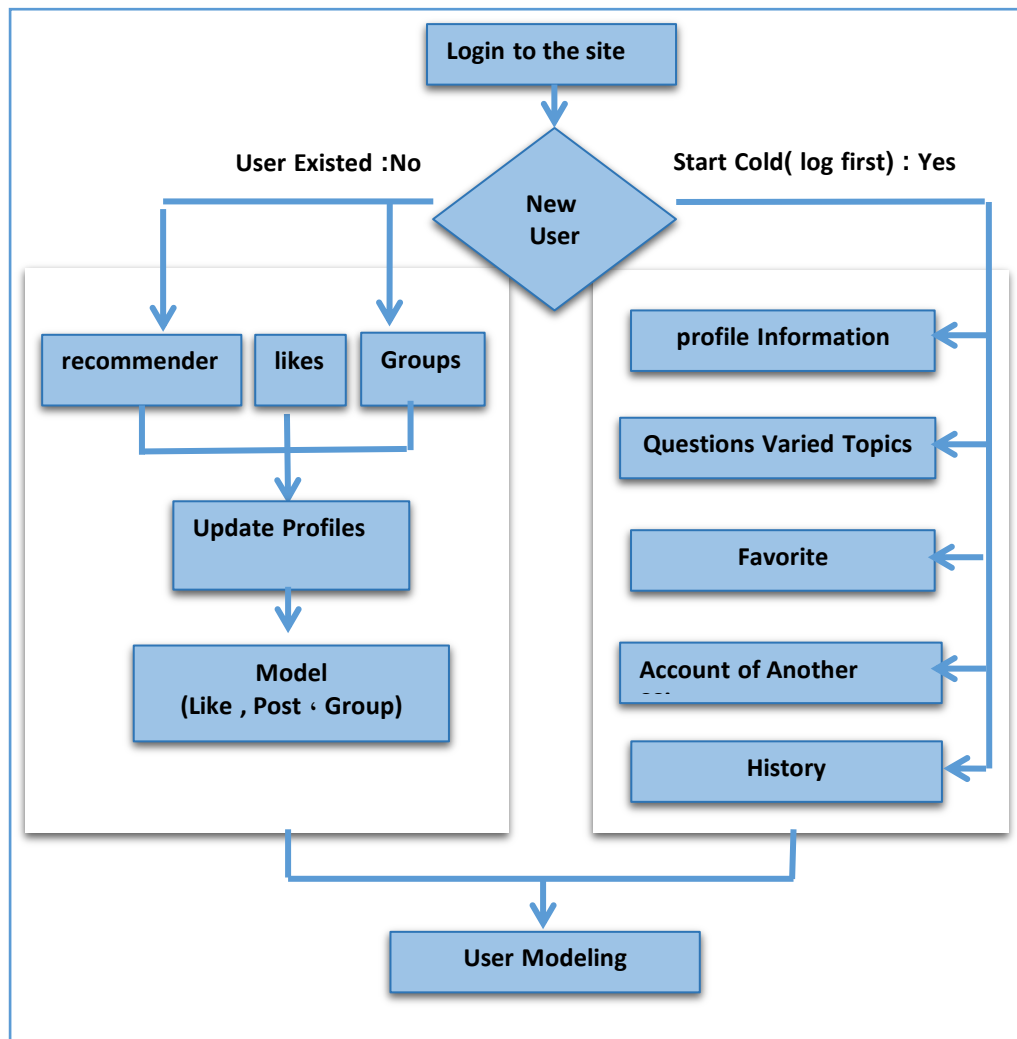 Login to the site
User Existed :No
Start Cold( log first) : Yes
New
User
recommender
likes
Groups
Update Profiles
Model
(Like , Post ، Group)
profile Information
Questions Varied Topics
Favorite
Account of Another
History
User Modeling